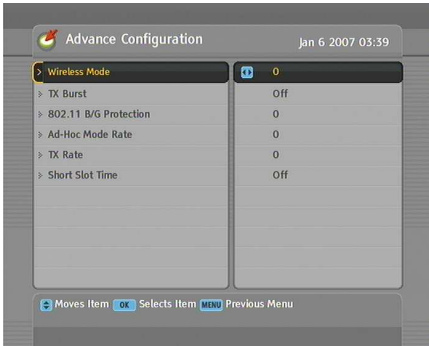 Advance Configuration Jan 6 2007 03:39
> Wireless Mode 0
TX Burst Off
802.11 B/G Protection 0
Ad-Hoc Mode Rate 0
TX Rate 0
Short Slot Time Off
Moves Item OK Selects Item MENU Previous Menu